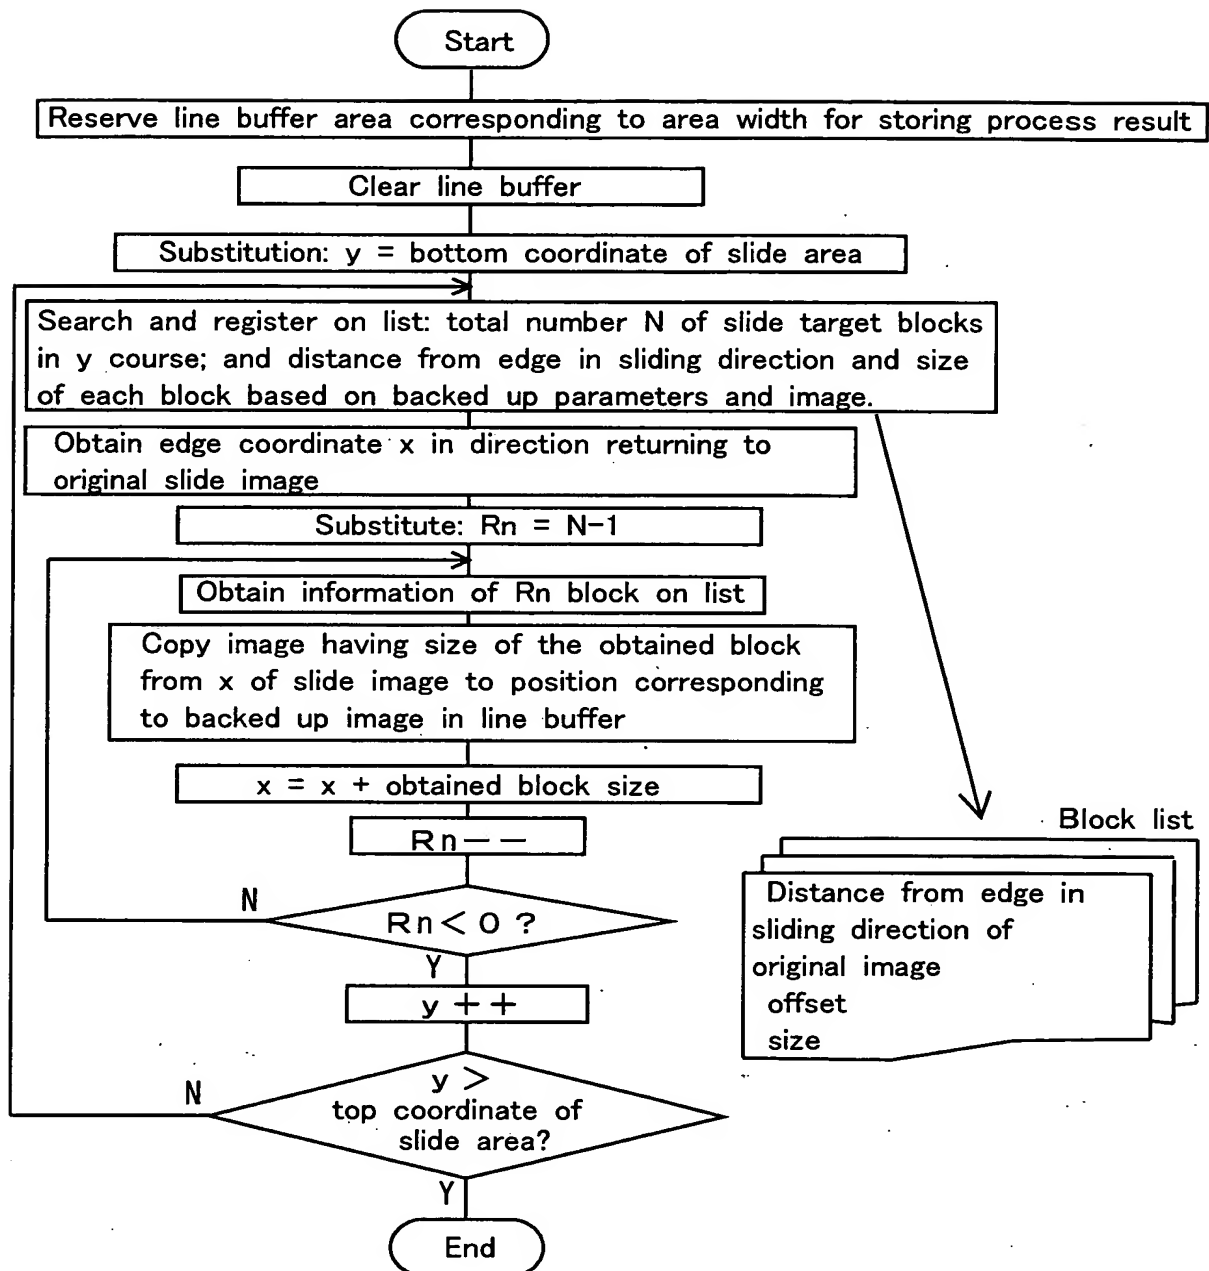 Start
Reserve line buffer area corresponding to area width for storing process result
Clear line buffer
Substitution: y = bottom coordinate of slide area
Search and register on list: total number N of slide target blocks
in y course; and distance from edge in sliding direction and size
of each block based on backed up parameters and image.
Obtain edge coordinate x in direction returning to
original slide image
Substitute: Rn = N-1
Obtain information of Rn block on list
Copy image having size of the obtained block
from x of slide image to position corresponding
to backed up image in line buffer
x = x + obtained block size
Rn--
Rn<0 ?
N
Y
y++
y >
top coordinate of
slide area?
N
Y
End
Block list
Distance from edge in
sliding direction of
original image
offset
size